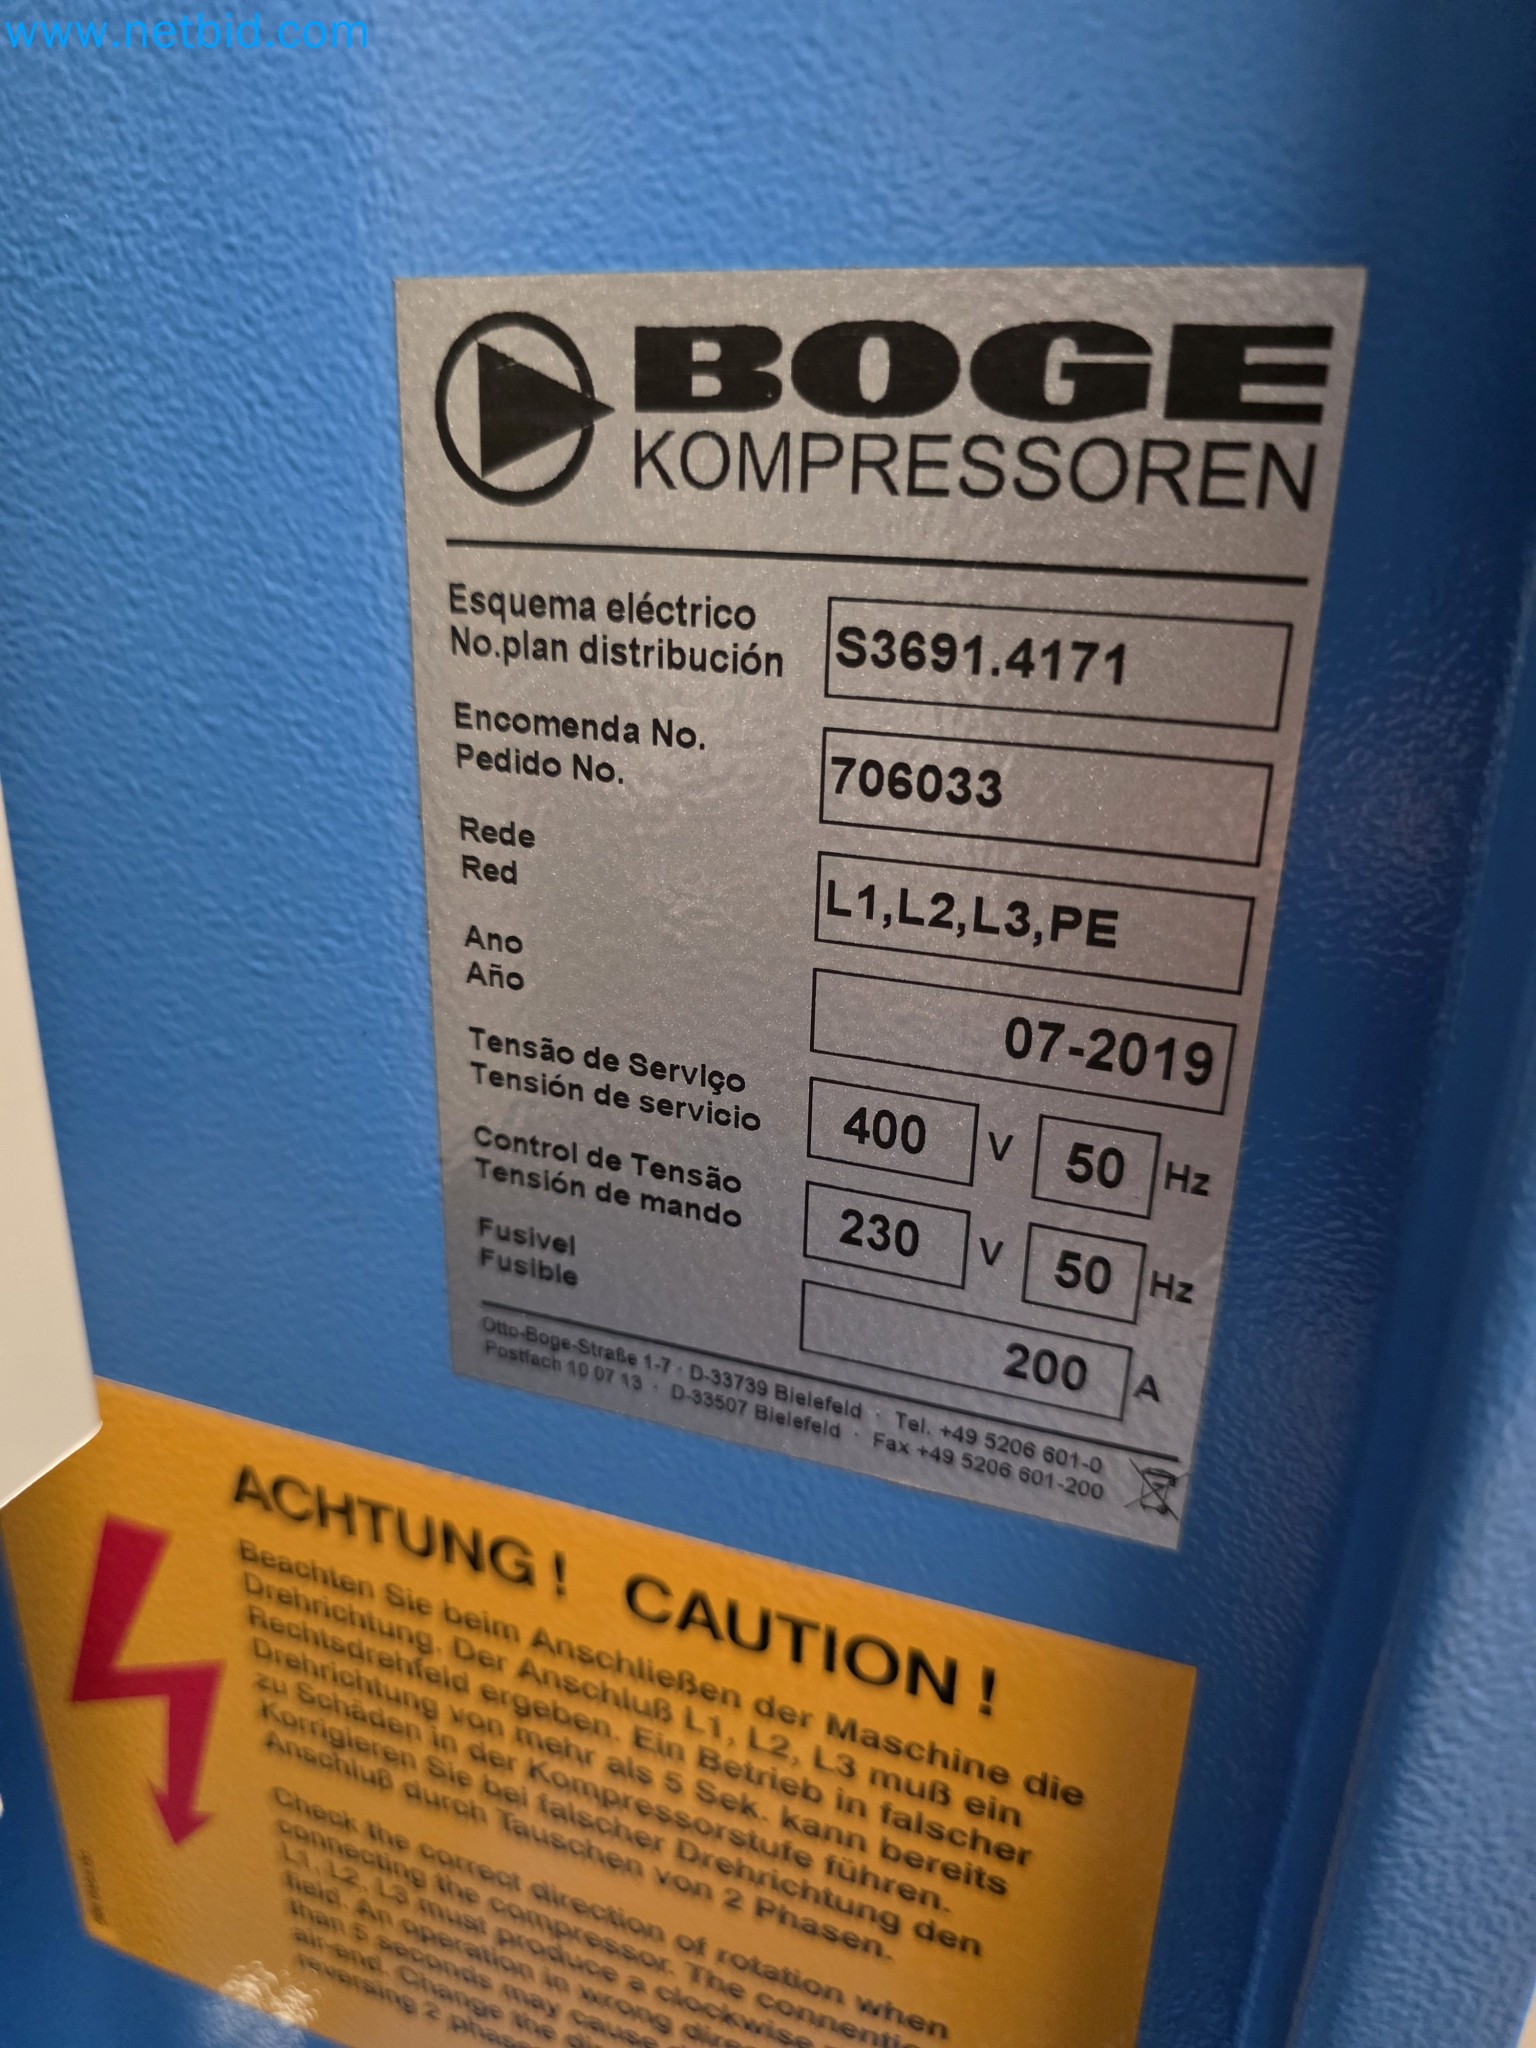 www.netbid.com
BOGE
KOMPRESSOREN
Esquema eléctrico
No.plan distribución
S3691.4171
Encomenda No.
Pedido No.
706033
Rede
Red
L1,L2,L3,PE
Ano
Año
07-2019
Tensão de Serviço
Tensión de servicio
400 V 50 Hz
Control de Tensão
Tensión de mando
230 V 50 Hz
Fusivel
Fusible
200 A
Otto-Boge-Straße 1-7 · D-33739 Bielefeld · Tel. +49 5206 601-0
Postfach 10 07 13 · D-33507 Bielefeld · Fax +49 5206 601-200
ACHTUNG! CAUTION!
Beachten Sie beim Anschließen der Maschine die
Drehrichtung. Der Anschluß L1, L2, L3 muß ein
Rechtsdrehfeld ergeben. Ein Betrieb in falscher
Drehrichtung von mehr als 5 Sek. kann bereits
zu Schäden in der Kompressorstufe führen.
Korrigieren Sie bei falscher Drehrichtung den
Anschluß durch Tauschen von 2 Phasen.
Check the correct direction of rotation when
connecting the compressor. The connenti
L1, L2, L3 must produce a clockwise
field. An operation in wrong direc
than 5 seconds may cause
air-end. Change the di
reversing 2 phase